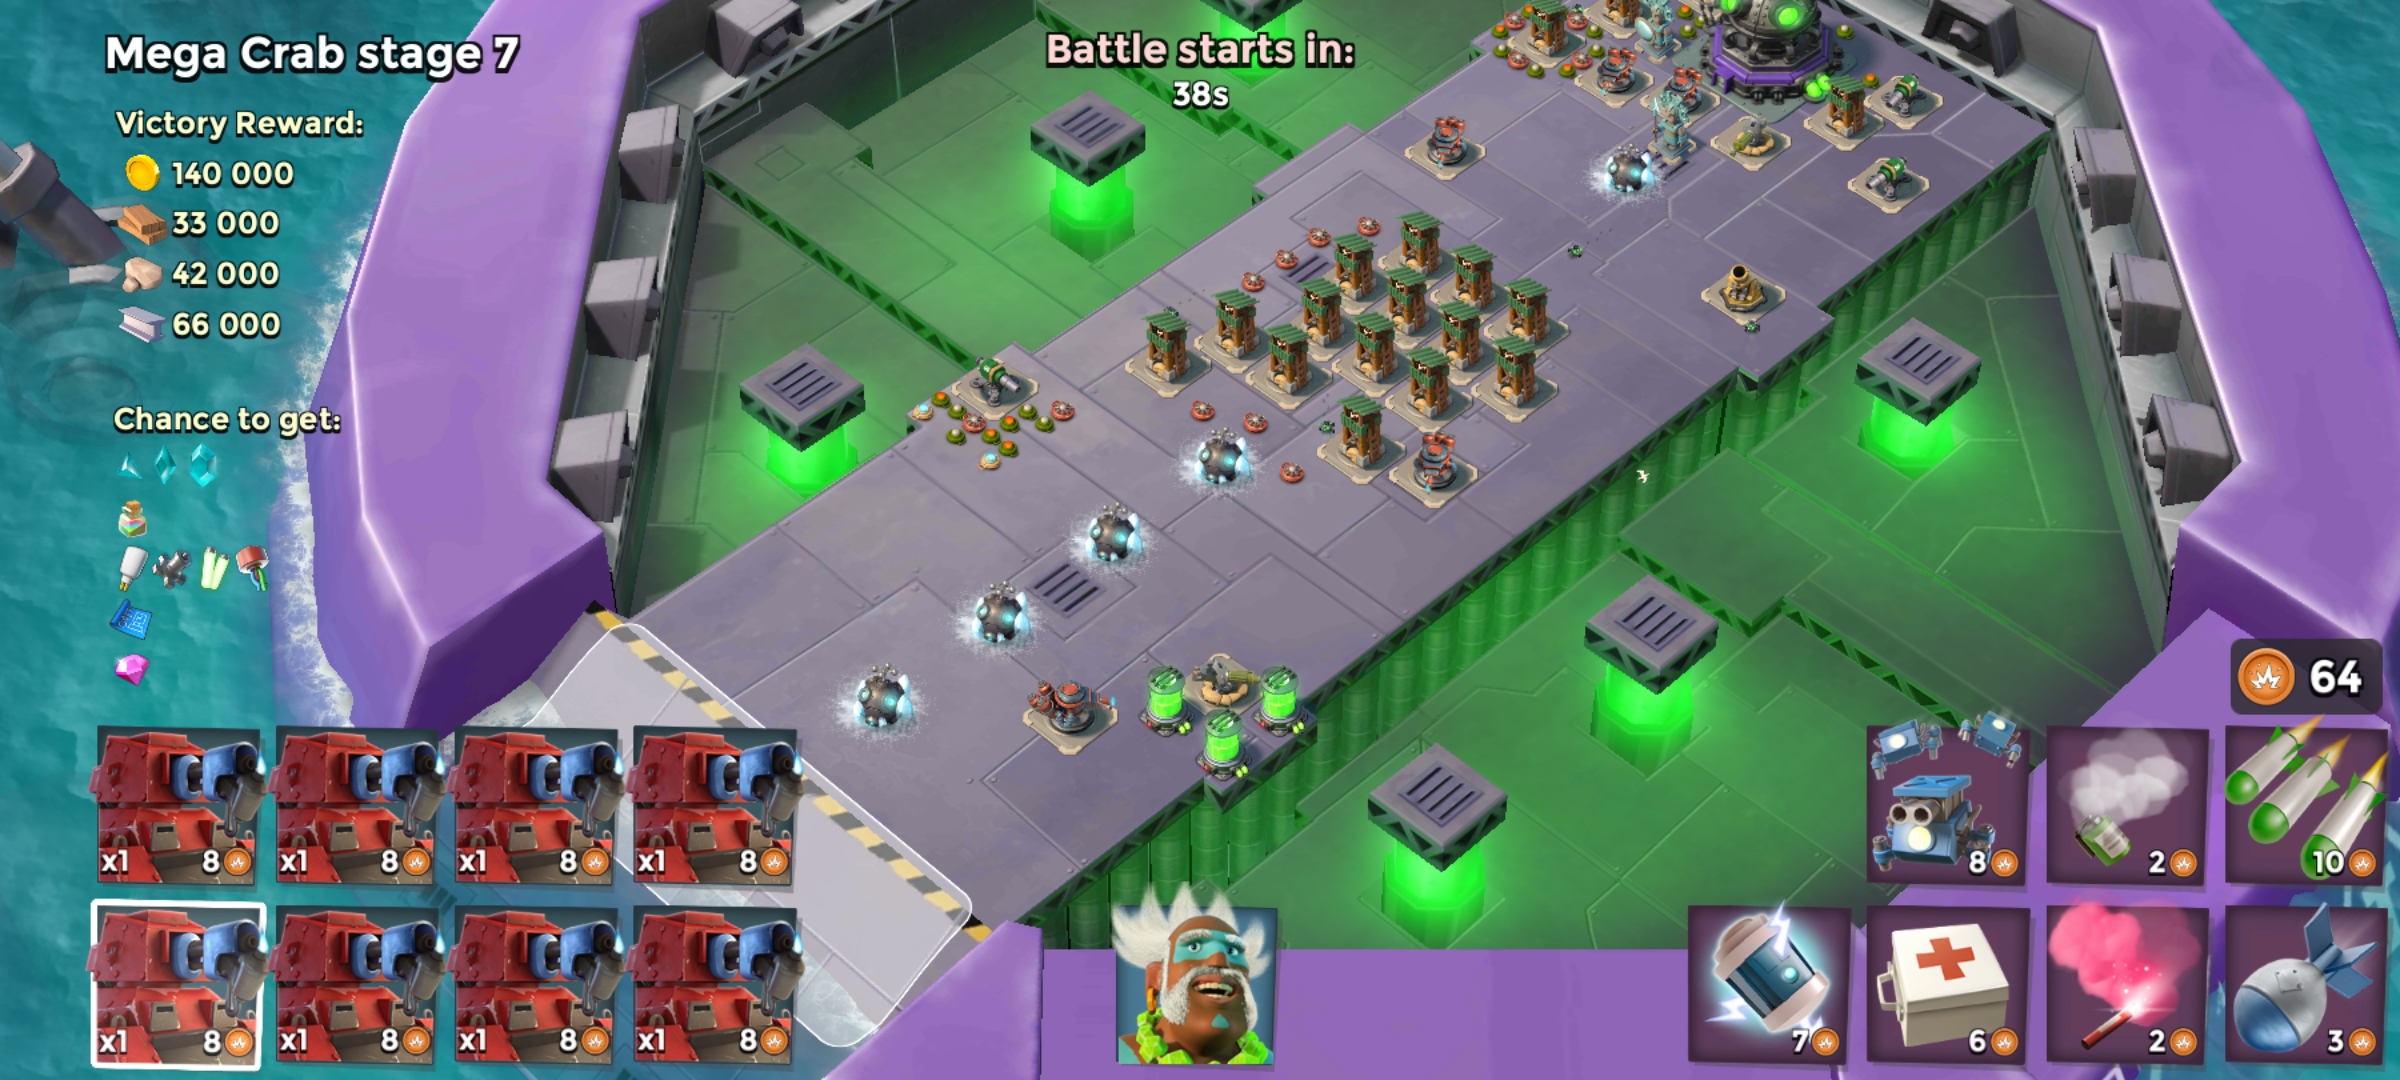 Mega Crab stage 7
Battle starts in:
38s
Victory Reward:
140 000
33 000
42 000
66 000
Chance to get:
64
x1 8
x1 8
x1 8
x1 8
8
2
10
x1 8
x1 8
x1 8
x1 8
7
6
2
3